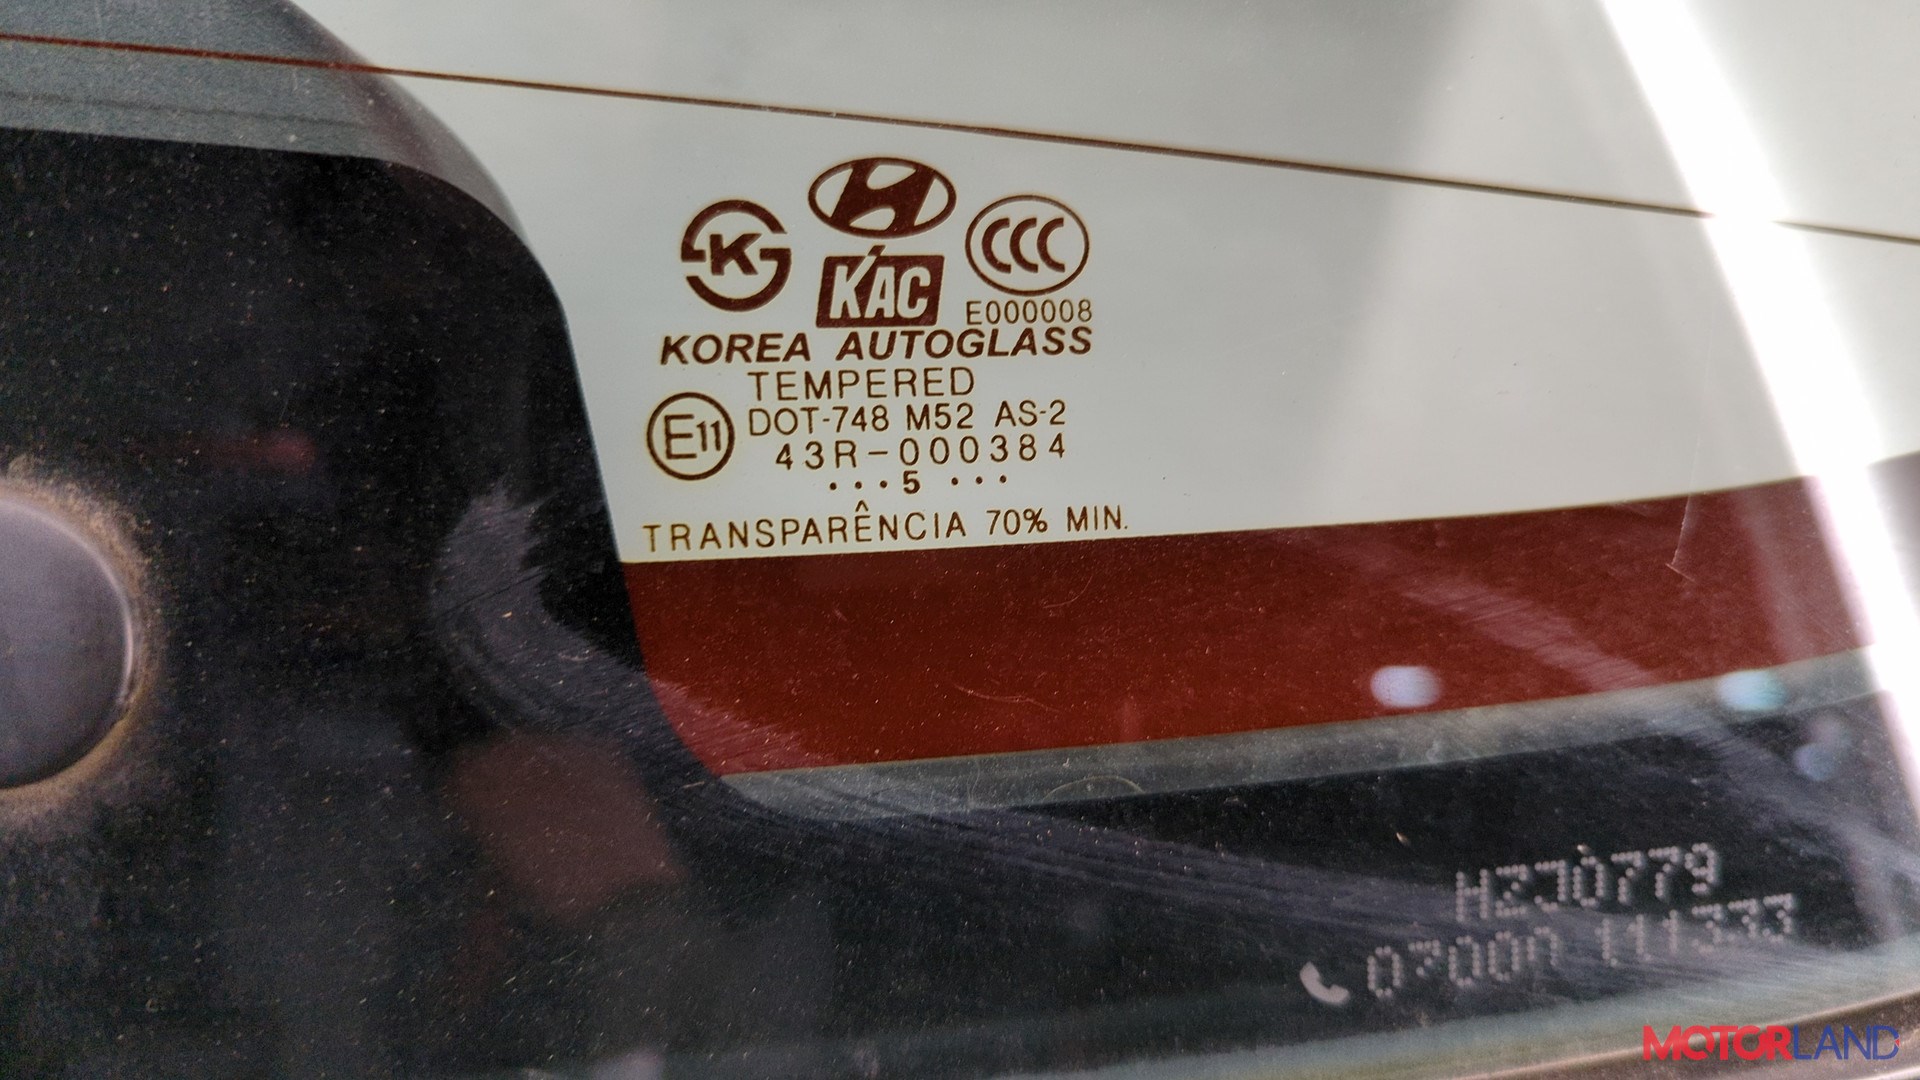 K
KAC
CCC
E000008
KOREA AUTOGLASS
TEMPERED
E11
DOT-748 M52 AS-2
43R-000384
···5 ···
TRANSPARÊNCIA 70% MIN.
HZJ0779
07000 111333
MOTORLAND